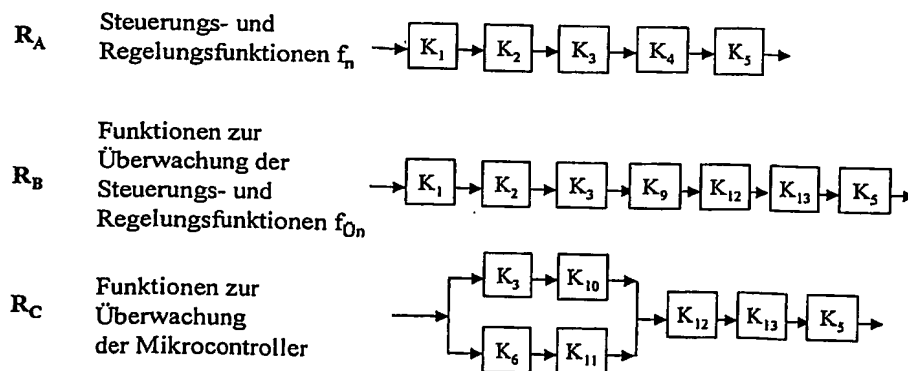 R_A
Steuerungs- und
Regelungsfunktionen f_n
K_1 K_2 K_3 K_4 K_5
R_B
Funktionen zur
Überwachung der
Steuerungs- und
Regelungsfunktionen f_Ün
K_1 K_2 K_3 K_9 K_12 K_13 K_5
R_C
Funktionen zur
Überwachung
der Mikrocontroller
K_3 K_10
K_6 K_11
K_12 K_13 K_5